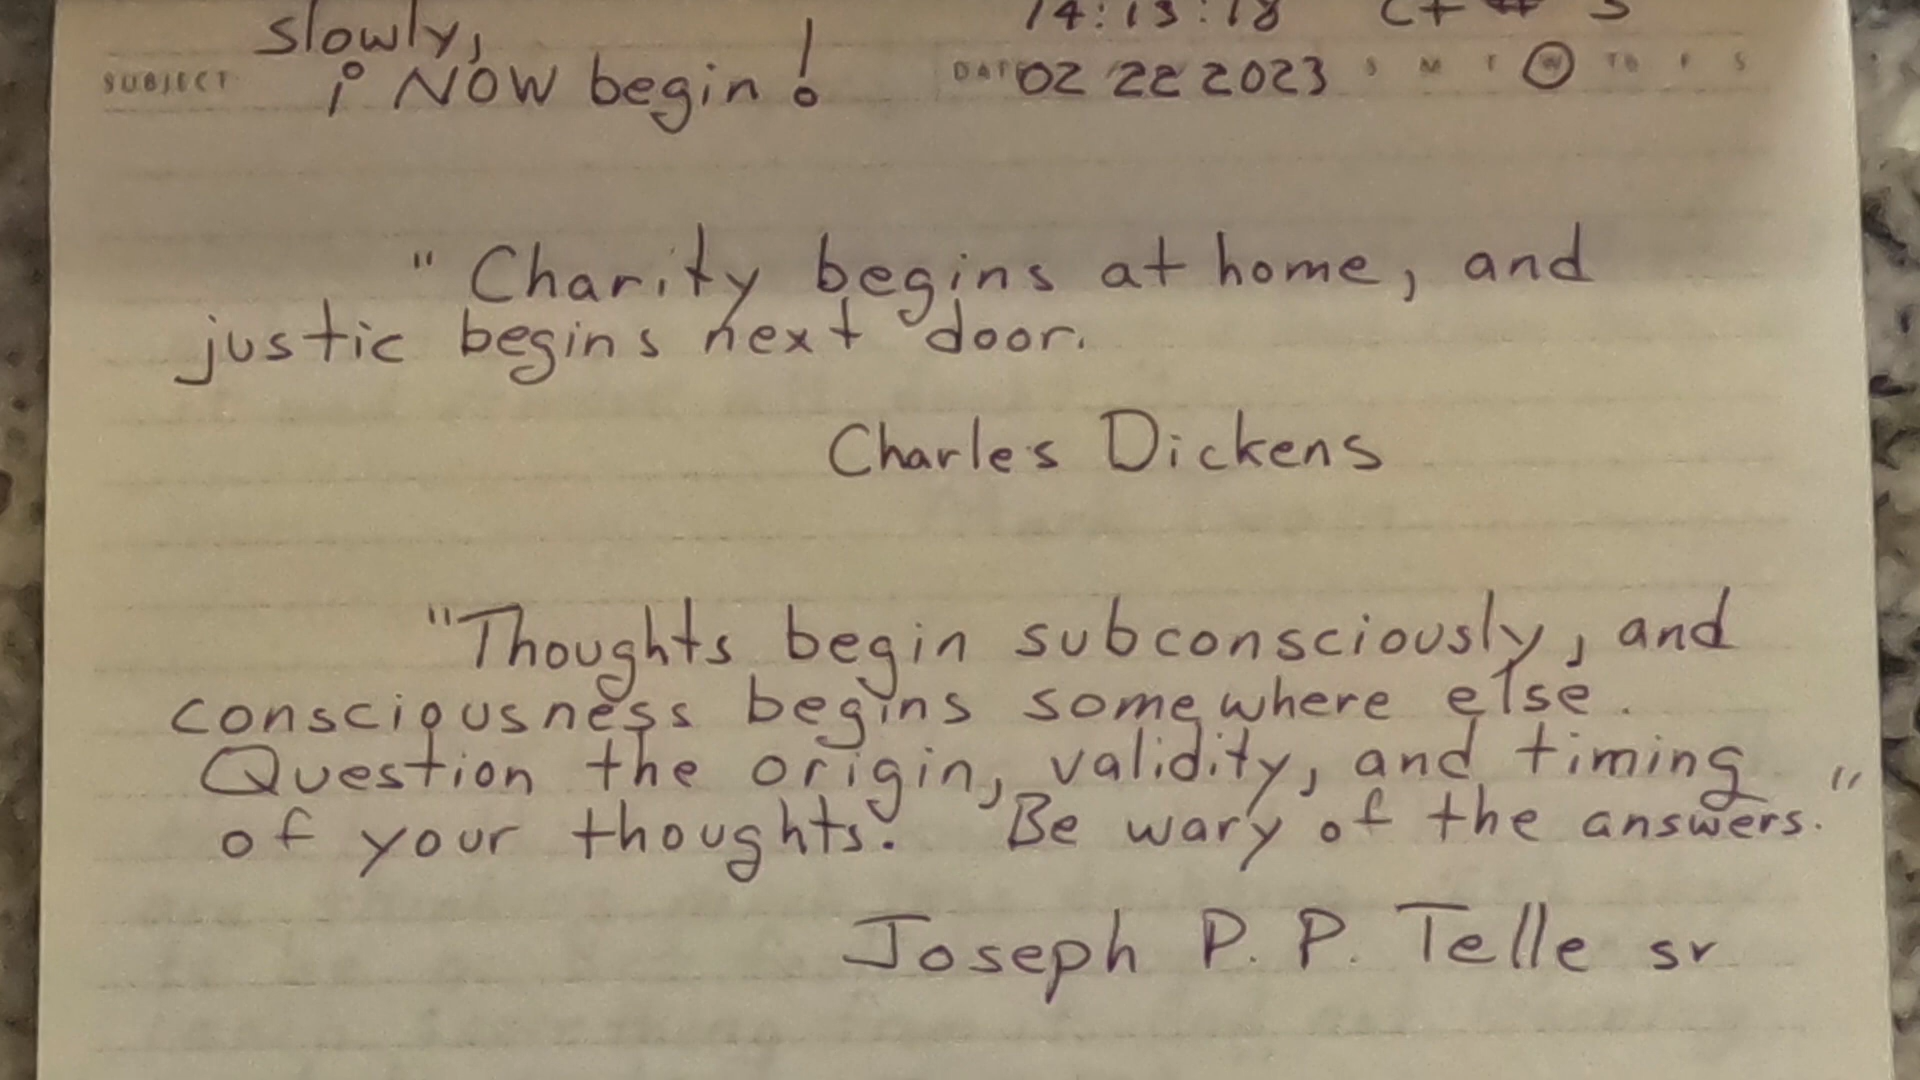 slowly, 14:13:18
SUBJECT ¡ NOW begin! DATE 02 22 2023 S M T W TH F S
" Charity begins at home, and
justic begins next door.
Charles Dickens
"Thoughts begin subconsciously, and
consciousness begins somewhere else.
Question the origin, validity, and timing
of your thoughts. Be wary of the answers."
Joseph P. P. Telle sr